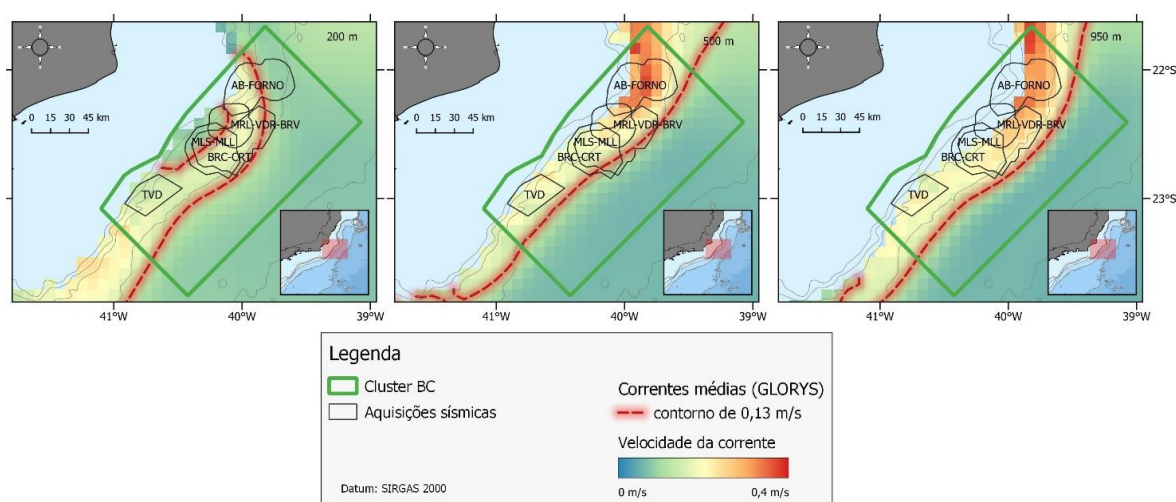 200 m
500 m
950 m
AB-FORNO
MRL-VDR-BRV
MLS-MLL
BRC-CRT
TVD
0 15 30 45 km
AB-FORNO
MRL-VDR-BRV
MLS-MLL
BRC-CRT
TVD
0 15 30 45 km
AB-FORNO
MRL-VDR-BRV
MLS-MLL
BRC-CRT
TVD
0 15 30 45 km
22°S
23°S
41°W 40°W 39°W
41°W 40°W 39°W
41°W 40°W 39°W
Legenda
Cluster BC
Aquisições sísmicas
Datum: SIRGAS 2000
Correntes médias (GLORYS)
contorno de 0,13 m/s
Velocidade da corrente
0 m/s 0,4 m/s